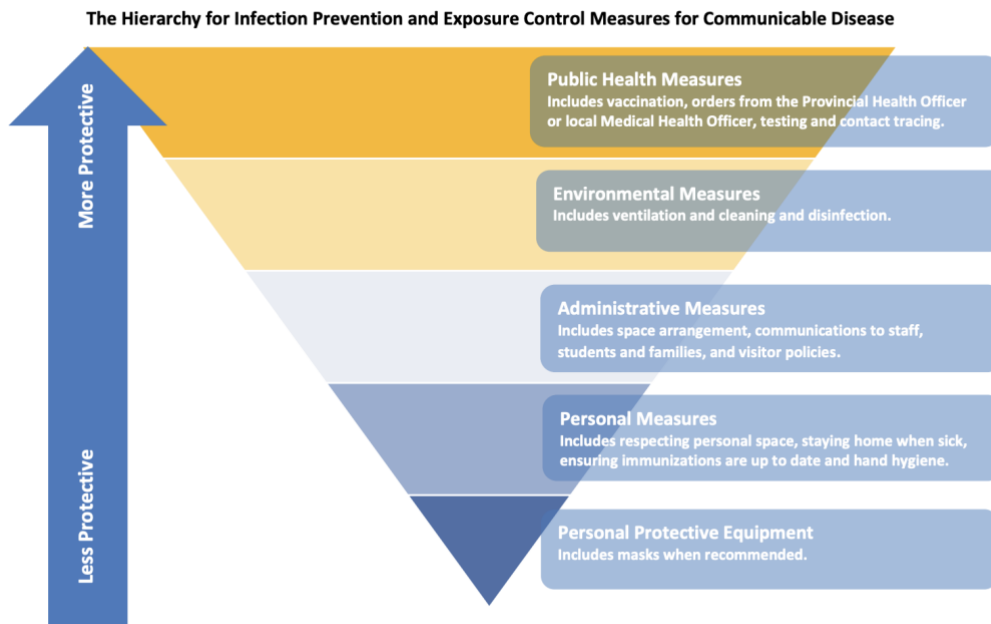 The Hierarchy for Infection Prevention and Exposure Control Measures for Communicable Disease
More Protective
Less Protective
Public Health Measures
Includes vaccination, orders from the Provincial Health Officer
or local Medical Health Officer, testing and contact tracing.
Environmental Measures
Includes ventilation and cleaning and disinfection.
Administrative Measures
Includes space arrangement, communications to staff,
students and families, and visitor policies.
Personal Measures
Includes respecting personal space, staying home when sick,
ensuring immunizations are up to date and hand hygiene.
Personal Protective Equipment
Includes masks when recommended.